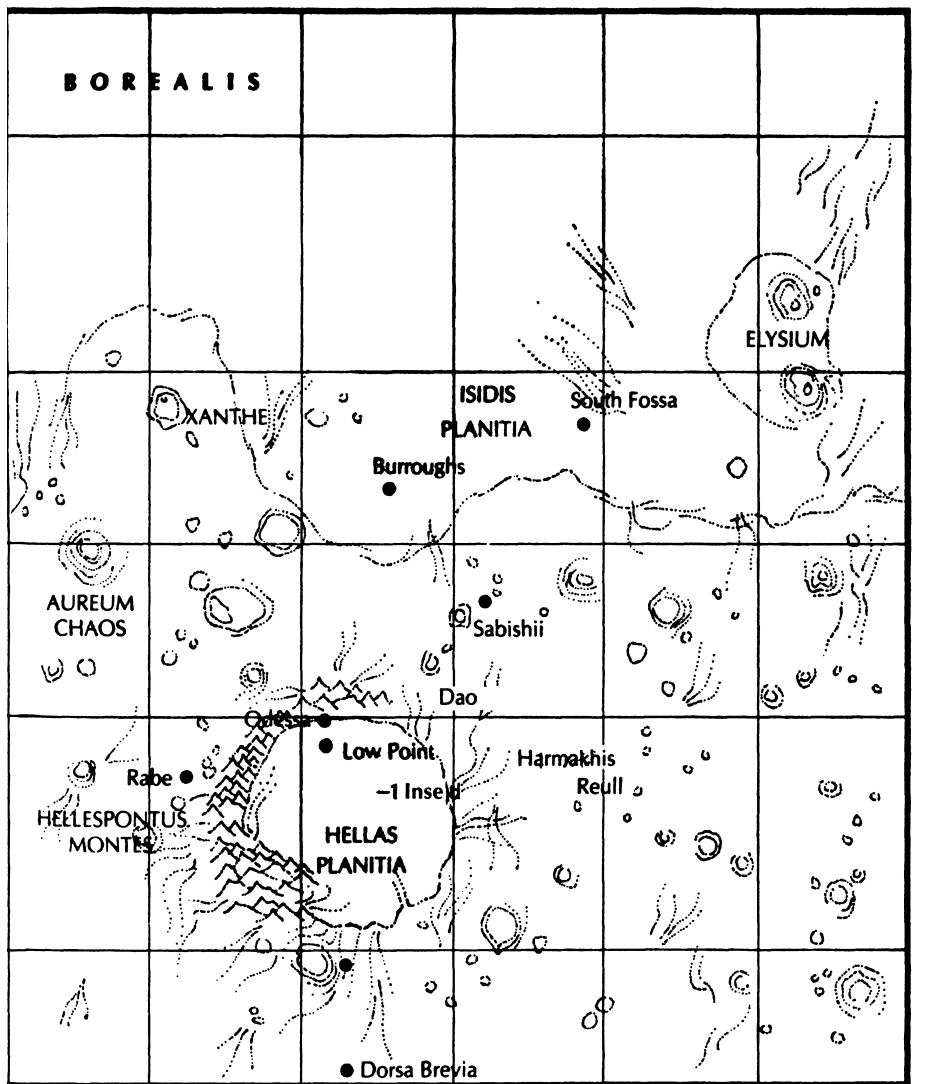 BOREALIS
ELYSIUM
ISIDIS
PLANITIA
South Fossa
XANTHE
Burroughs
AUREUM
CHAOS
Sabishii
Dao
Odessa
Low Point
Harmakhis
Reull
Rabe
-1 Inseld
HELLESPONTUS
MONTES
HELLAS
PLANITIA
Dorsa Brevia